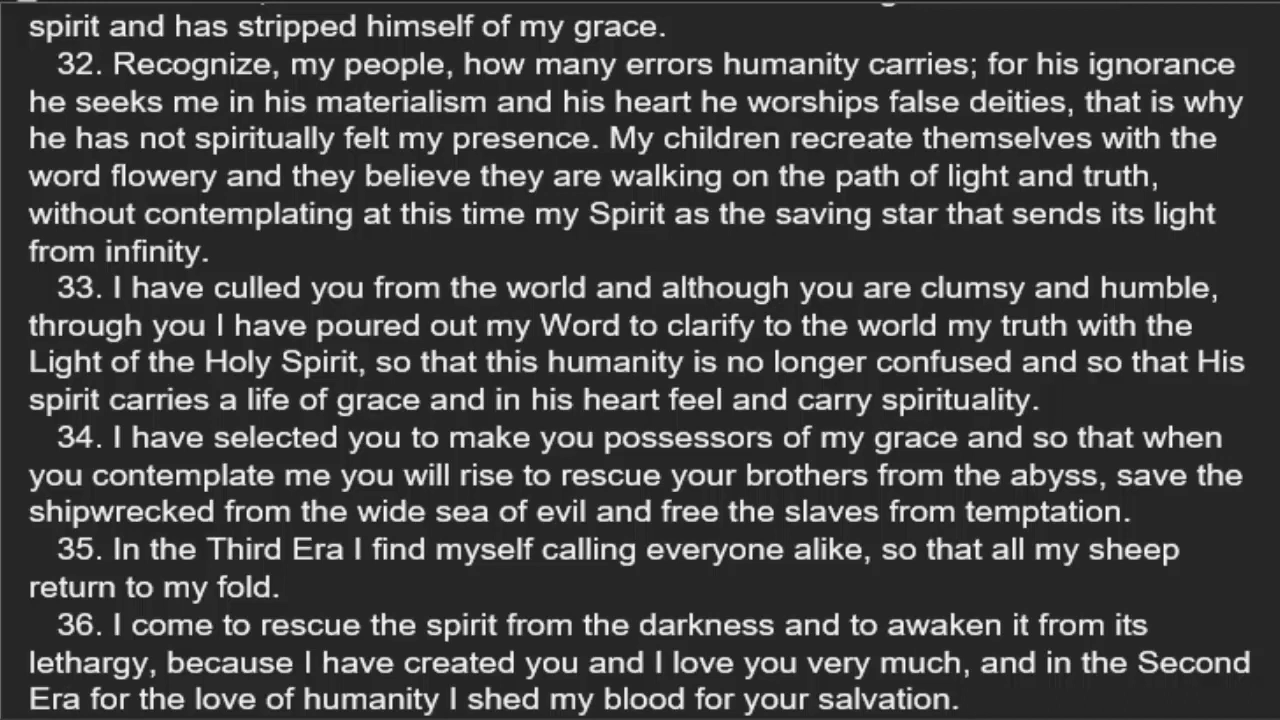 spirit and has stripped himself of my grace.
32. Recognize, my people, how many errors humanity carries; for his ignorance
he seeks me in his materialism and his heart he worships false deities, that is why
he has not spiritually felt my presence. My children recreate themselves with the
word flowery and they believe they are walking on the path of light and truth,
without contemplating at this time my Spirit as the saving star that sends its light
from infinity.
33. I have culled you from the world and although you are clumsy and humble,
through you I have poured out my Word to clarify to the world my truth with the
Light of the Holy Spirit, so that this humanity is no longer confused and so that His
spirit carries a life of grace and in his heart feel and carry spirituality.
34. I have selected you to make you possessors of my grace and so that when
you contemplate me you will rise to rescue your brothers from the abyss, save the
shipwrecked from the wide sea of evil and free the slaves from temptation.
35. In the Third Era I find myself calling everyone alike, so that all my sheep
return to my fold.
36. I come to rescue the spirit from the darkness and to awaken it from its
lethargy, because I have created you and I love you very much, and in the Second
Era for the love of humanity I shed my blood for your salvation.